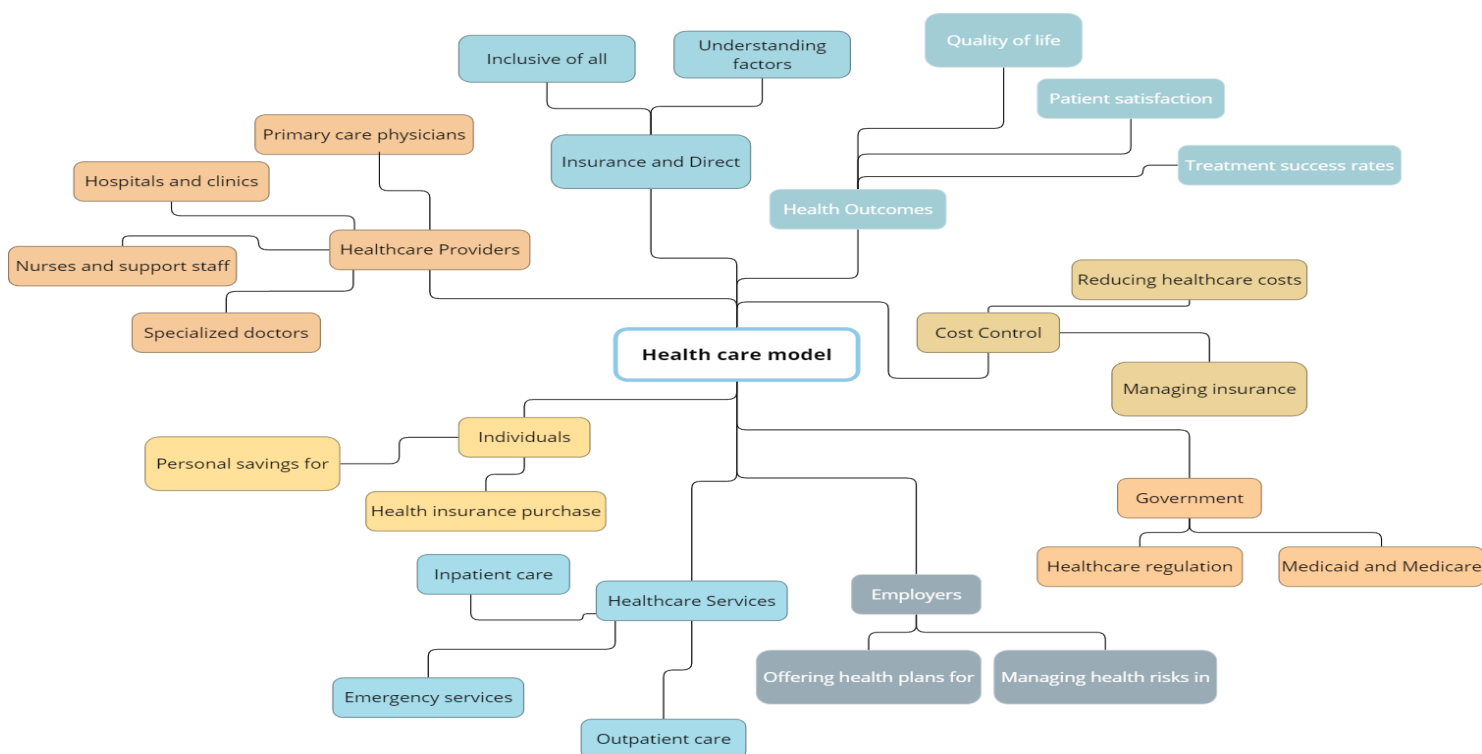 Quality of life
Inclusive of all
Understanding
factors
Patient satisfaction
Primary care physicians
Insurance and Direct
Treatment success rates
Hospitals and clinics
Health Outcomes
Healthcare Providers
Nurses and support staff
Reducing healthcare costs
Specialized doctors
Cost Control
Health care model
Managing insurance
Individuals
Personal savings for
Health insurance purchase
Government
Inpatient care
Healthcare regulation
Medicaid and Medicare
Healthcare Services
Employers
Emergency services
Offering health plans for
Managing health risks in
Outpatient care